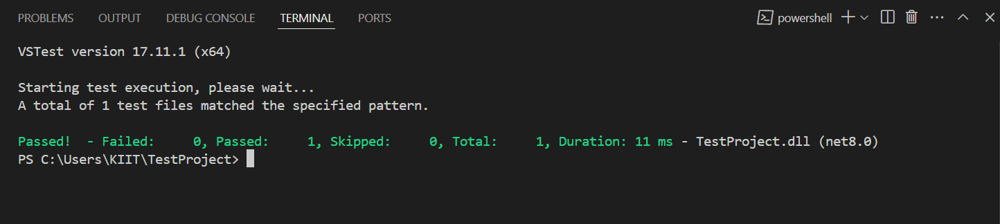 PROBLEMS OUTPUT DEBUG CONSOLE TERMINAL PORTS powershell
VSTest version 17.11.1 (x64)
Starting test execution, please wait...
A total of 1 test files matched the specified pattern.
Passed!  - Failed:     0, Passed:     1, Skipped:     0, Total:     1, Duration: 11 ms - TestProject.dll (net8.0)
PS C:\Users\KIIT\TestProject>